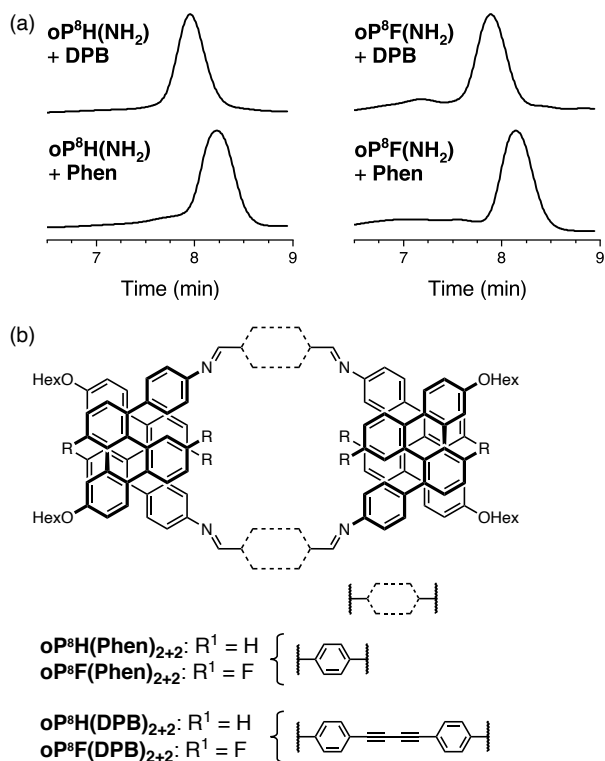 (a)
oP⁸H(NH₂)
+ DPB
oP⁸F(NH₂)
+ DPB
oP⁸H(NH₂)
+ Phen
oP⁸F(NH₂)
+ Phen
7 8 9
7 8 9
Time (min)
Time (min)
(b)
N N
HexO OHex
R R R R
R R
HexO OHex
N N
oP⁸H(Phen)₂₊₂: R¹ = H
oP⁸F(Phen)₂₊₂: R¹ = F
oP⁸H(DPB)₂₊₂: R¹ = H
oP⁸F(DPB)₂₊₂: R¹ = F